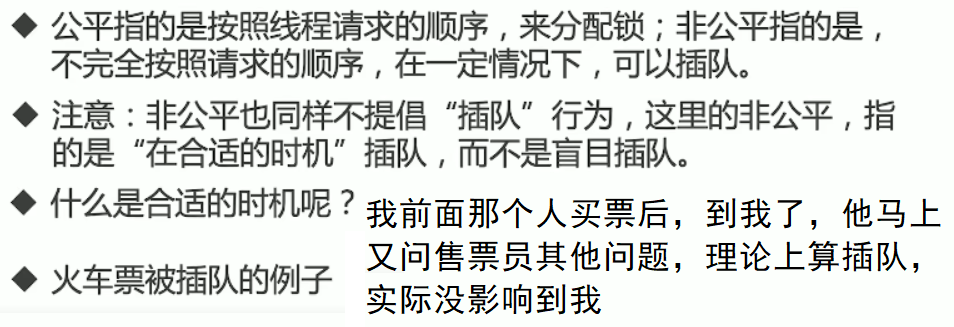 ◆ 公平指的是按照线程请求的顺序，来分配锁；非公平指的是，
不完全按照请求的顺序，在一定情况下，可以插队。
◆ 注意：非公平也同样不提倡“插队”行为，这里的非公平，指
的是“在合适的时机”插队，而不是盲目插队。
◆ 什么是合适的时机呢？
我前面那个人买票后，到我了，他马上
又问售票员其他问题，理论上算插队，
实际没影响到我
◆ 火车票被插队的例子